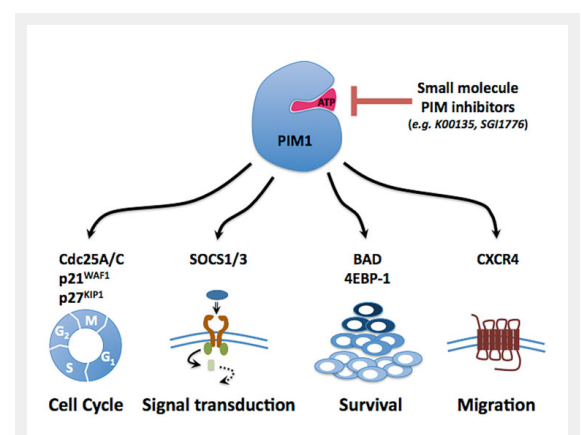 ATP
PIM1
Small molecule
PIM inhibitors
(e.g. K00135, SGI1776)
Cdc25A/C
p21WAF1
p27KIP1
SOCS1/3
BAD
4EBP-1
CXCR4
G2
M
S
G1
Cell Cycle
Signal transduction
Survival
Migration